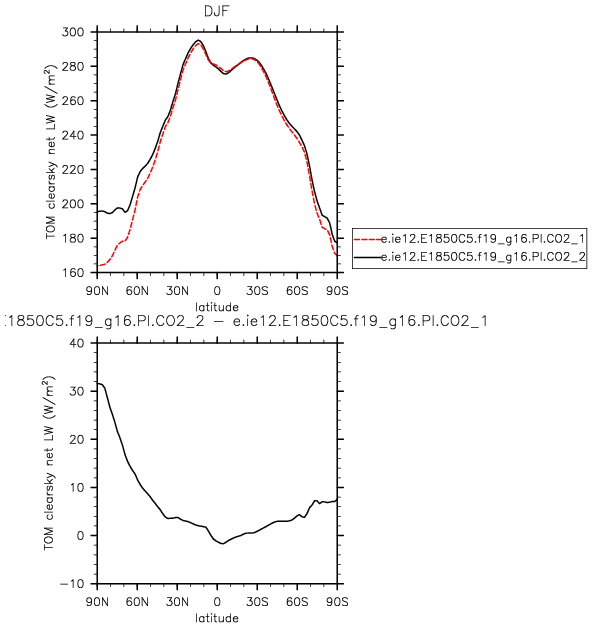 DJF
TOM clearsky net LW (W/m²)
300
280
260
240
220
200
180
160
90N 60N 30N 0 30S 60S 90S
latitude
e.ie12.E1850C5.f19_g16.PI.CO2_1
e.ie12.E1850C5.f19_g16.PI.CO2_2
:1850C5.f19_g16.PI.CO2_2 − e.ie12.E1850C5.f19_g16.PI.CO2_1
TOM clearsky net LW (W/m²)
40
30
20
10
0
−10
90N 60N 30N 0 30S 60S 90S
latitude